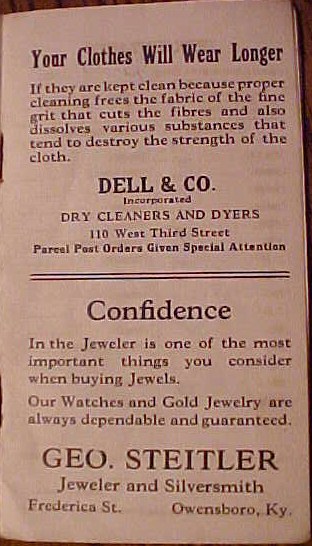 Your Clothes Will Wear Longer
If they are kept clean because proper
cleaning frees the fabric of the fine
grit that cuts the fibres and also
dissolves various substances that
tend to destroy the strength of the
cloth.
DELL & CO.
Incorporated
DRY CLEANERS AND DYERS
110 West Third Street
Parcel Post Orders Given Special Attention
Confidence
In the Jeweler is one of the most
important things you consider
when buying Jewels.
Our Watches and Gold Jewelry are
always dependable and guaranteed.
GEO. STEITLER
Jeweler and Silversmith
Frederica St. Owensboro, Ky.